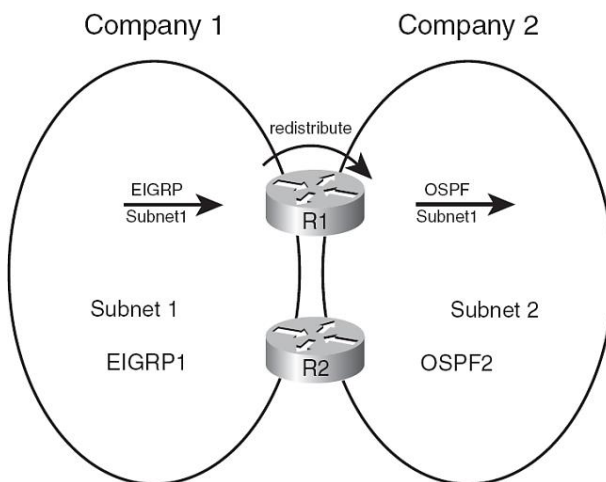 Company 1
Company 2
redistribute
EIGRP
Subnet1
R1
OSPF
Subnet1
Subnet 1
Subnet 2
EIGRP1
R2
OSPF2